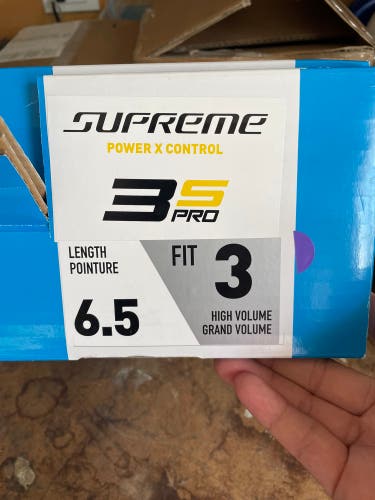 SUPREME
POWER X CONTROL
3S PRO
LENGTH
POINTURE
6.5
FIT 3
HIGH VOLUME
GRAND VOLUME